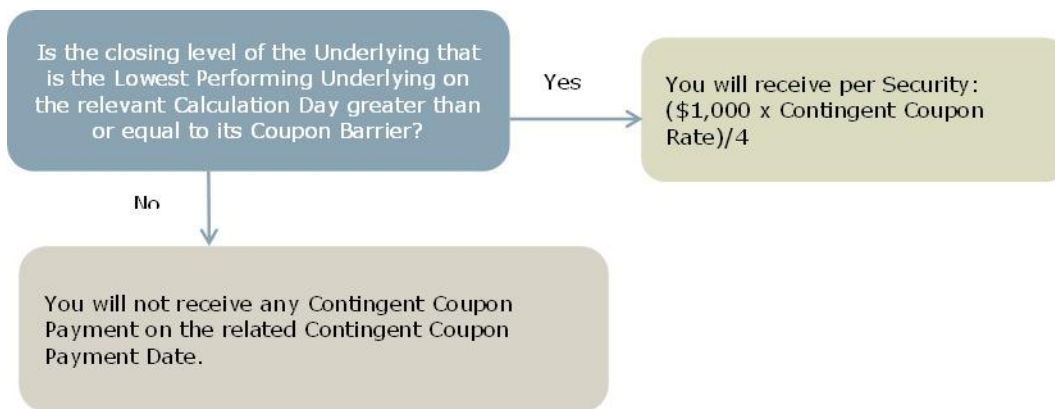 Is the closing level of the Underlying that
is the Lowest Performing Underlying on
the relevant Calculation Day greater than
or equal to its Coupon Barrier?
Yes
You will receive per Security:
($1,000 x Contingent Coupon
Rate)/4
No
You will not receive any Contingent Coupon
Payment on the related Contingent Coupon
Payment Date.